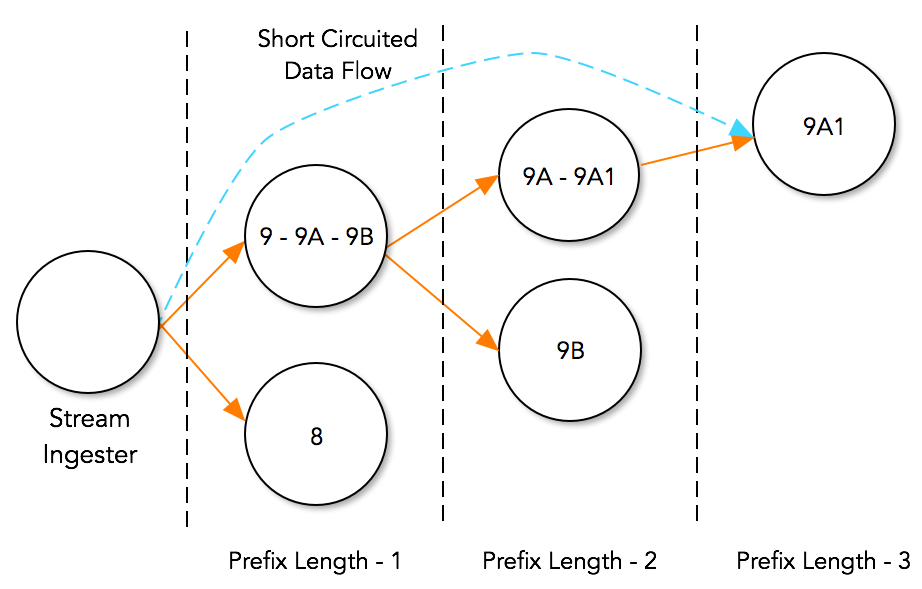 Short Circuited
Data Flow
9A1
9A - 9A1
9 - 9A - 9B
9B
Stream
Ingester
8
Prefix Length - 1
Prefix Length - 2
Prefix Length - 3